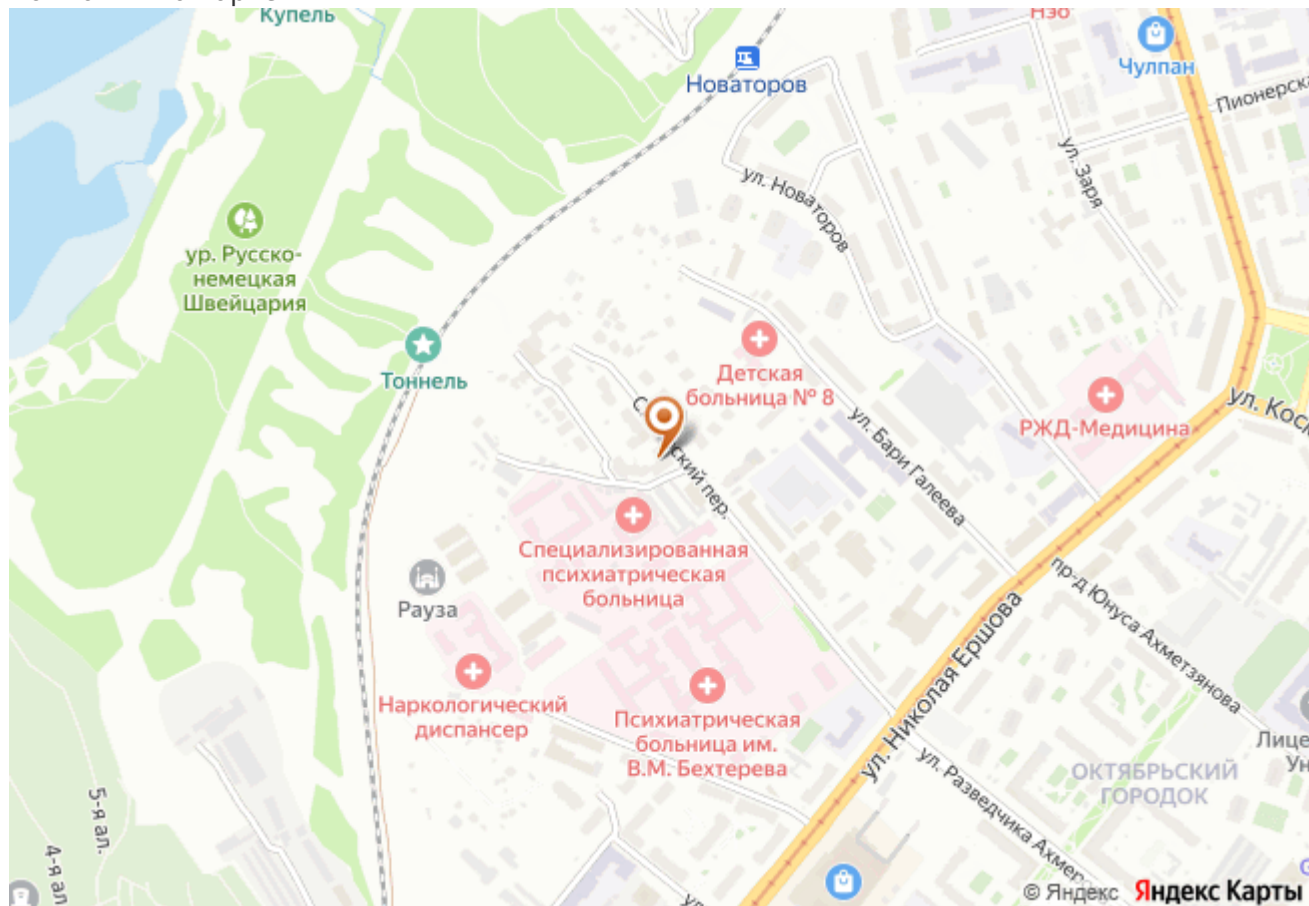 Купель
Нэо
Чулпан
Новаторов
Пионерска
ул. Заря
ул. Новаторов
ур. Русско-
немецкая
Швейцария
Тоннель
Детская
больница № 8
РЖД-Медицина
ул. Кос
ул. Бари Галеева
ский пер.
Специализированная
психиатрическая
больница
Рауза
пр-д Юнуса Ахметзянова
ул. Николая Ершова
Наркологический
диспансер
Психиатрическая
больница им.
В.М. Бехтерева
Лице
Ун
ОКТЯБРЬСКИЙ
ГОРОДОК
ул. Разведчика Ахмер
5-я ал.
4-я ал
ул.
© Яндекс Яндекс Карты